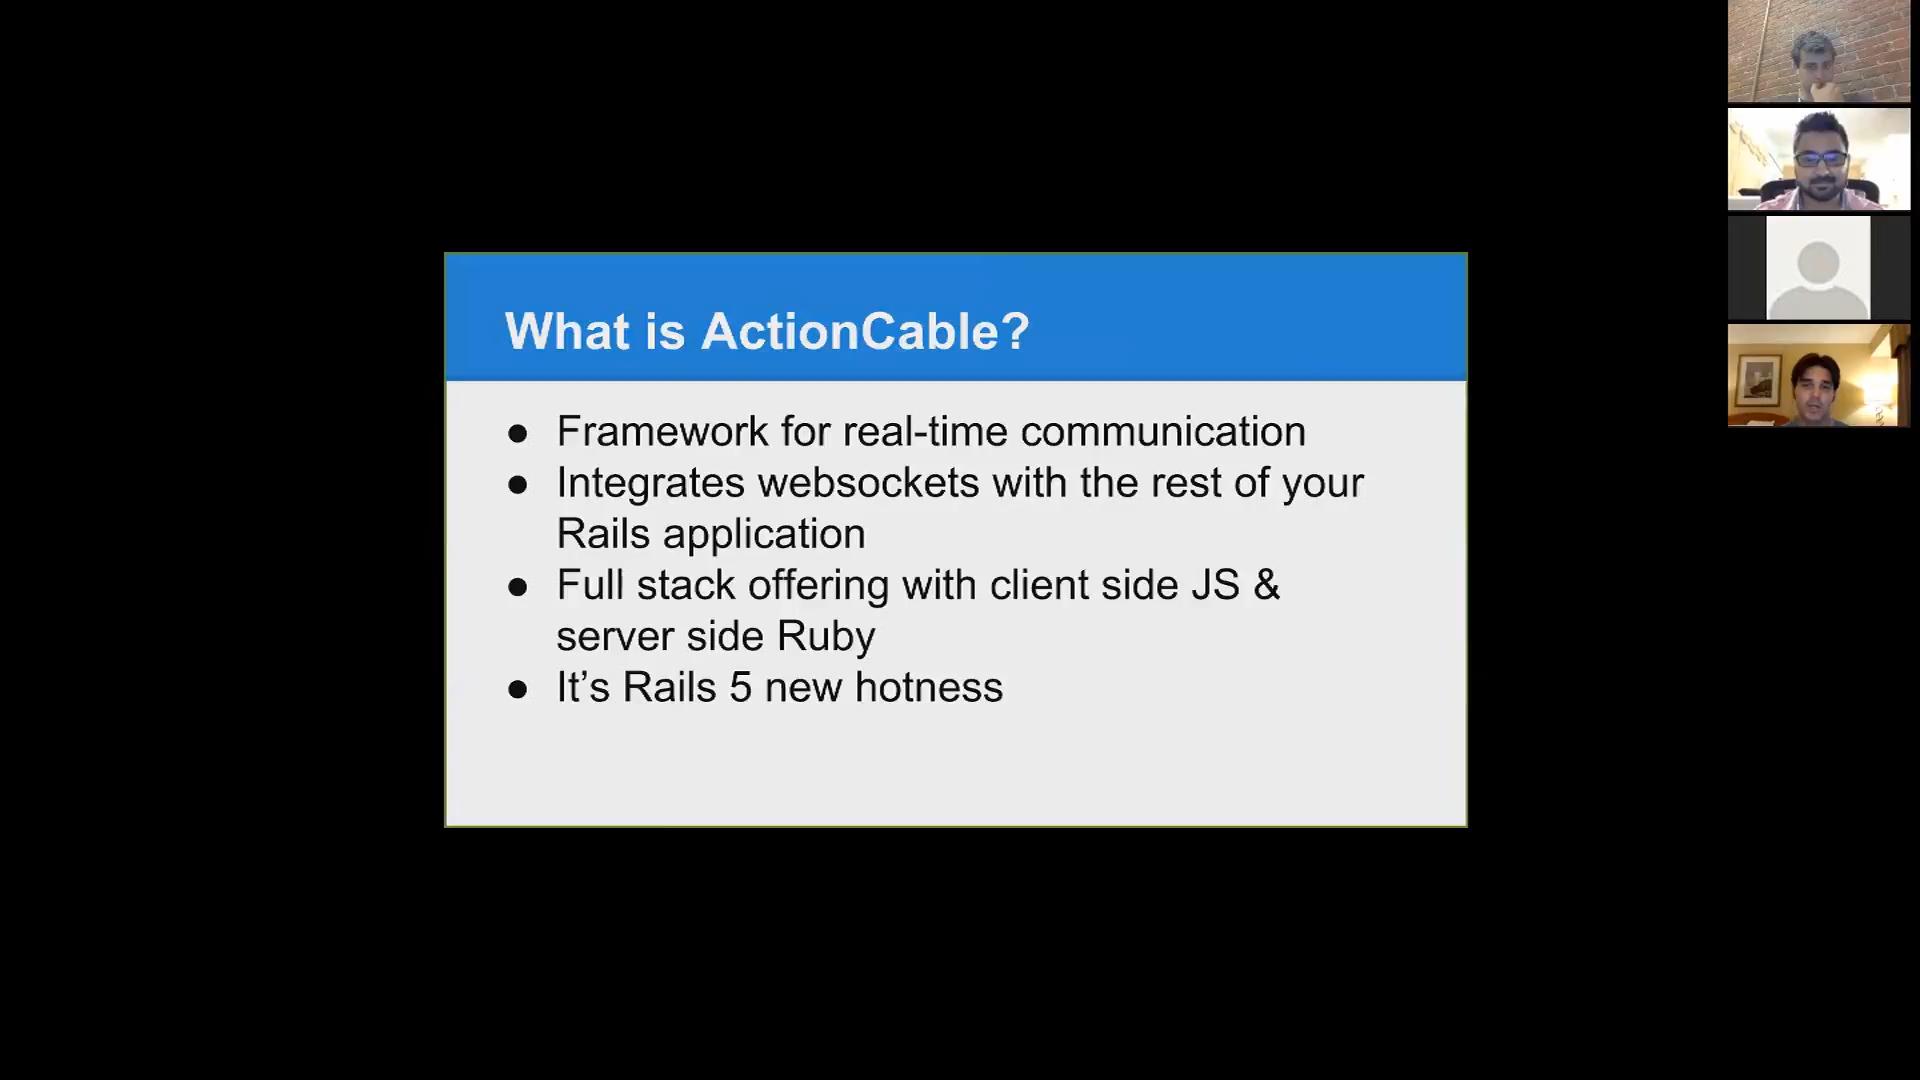 What is ActionCable?
● Framework for real-time communication
● Integrates websockets with the rest of your
Rails application
● Full stack offering with client side JS &
server side Ruby
● It’s Rails 5 new hotness